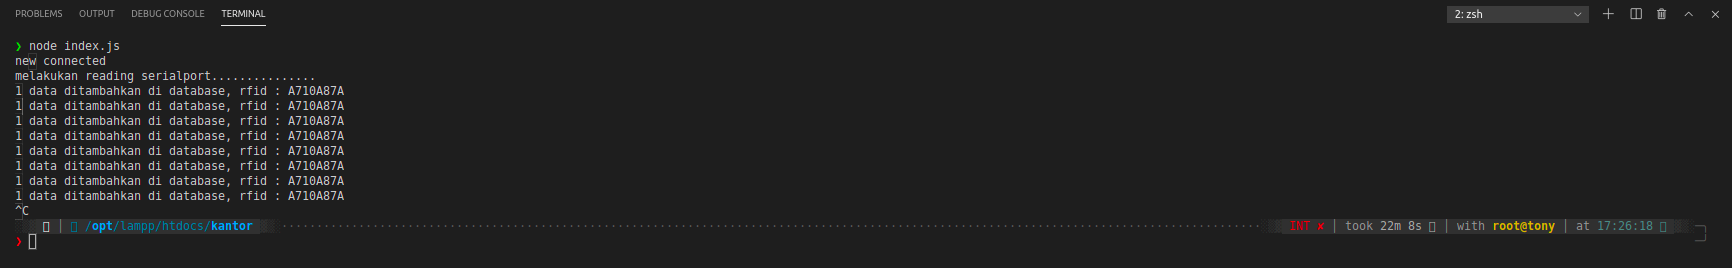 PROBLEMS OUTPUT DEBUG CONSOLE TERMINAL 2: zsh
❯ node index.js
new connected
melakukan reading serialport...............
1 data ditambahkan di database, rfid : A710A87A
1 data ditambahkan di database, rfid : A710A87A
1 data ditambahkan di database, rfid : A710A87A
1 data ditambahkan di database, rfid : A710A87A
1 data ditambahkan di database, rfid : A710A87A
1 data ditambahkan di database, rfid : A710A87A
1 data ditambahkan di database, rfid : A710A87A
1 data ditambahkan di database, rfid : A710A87A
^C
/opt/lampp/htdocs/kantor INT ✘ | took 22m 8s | with root@tony | at 17:26:18
❯